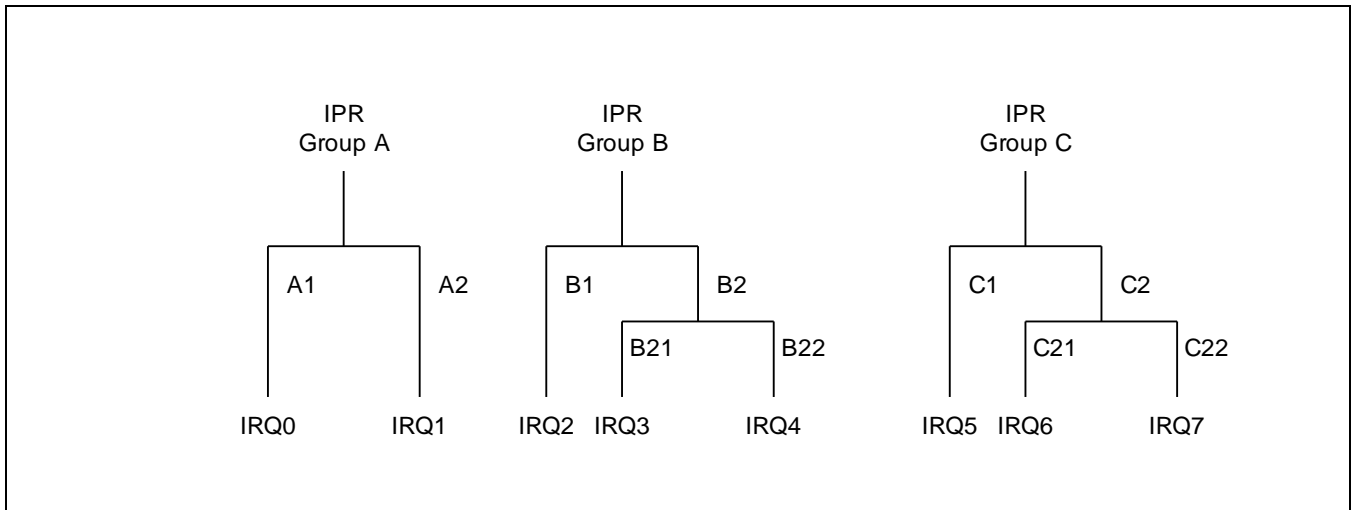 IPR
Group A
IPR
Group B
IPR
Group C
A1
A2
B1
B2
C1
C2
B21
B22
C21
C22
IRQ0
IRQ1
IRQ2
IRQ3
IRQ4
IRQ5
IRQ6
IRQ7